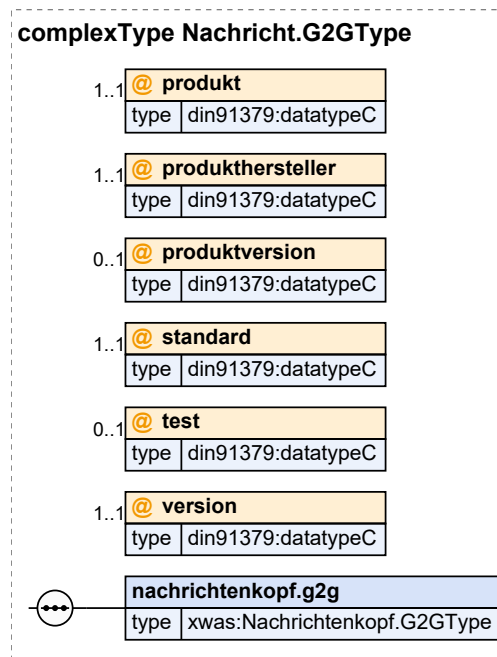 complexType Nachricht.G2GType
1..1 @ produkt
type din91379:datatypeC
1..1 @ produkthersteller
type din91379:datatypeC
0..1 @ produktversion
type din91379:datatypeC
1..1 @ standard
type din91379:datatypeC
0..1 @ test
type din91379:datatypeC
1..1 @ version
type din91379:datatypeC
nachrichtenkopf.g2g
type xwas:Nachrichtenkopf.G2GType